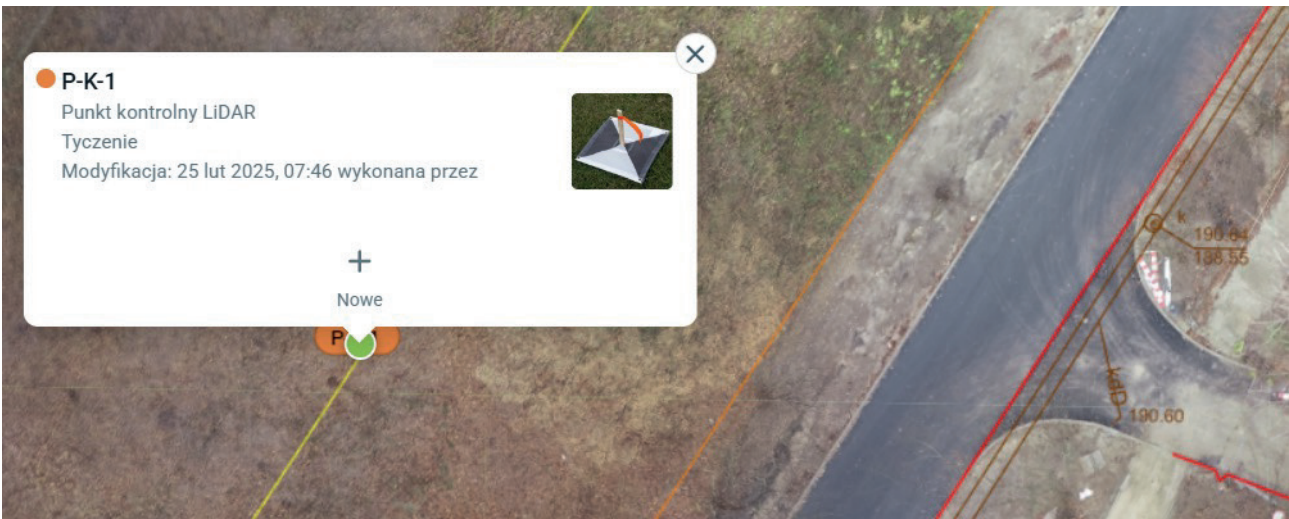 P-K-1
Punkt kontrolny LiDAR
Tyczenie
Modyfikacja: 25 lut 2025, 07:46 wykonana przez
Nowe
P
k
190.64
188.55
kdD
190.60